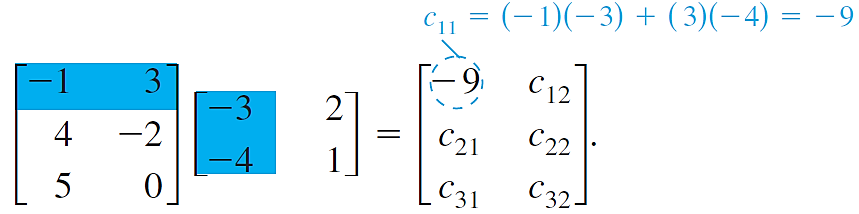 c₁₁ = (−1)(−3) + (3)(−4) = −9
[−1 3] [−3 2] = [−9 c₁₂]
[4 −2] [−4 1] [c₂₁ c₂₂].
[5 0] [c₃₁ c₃₂]